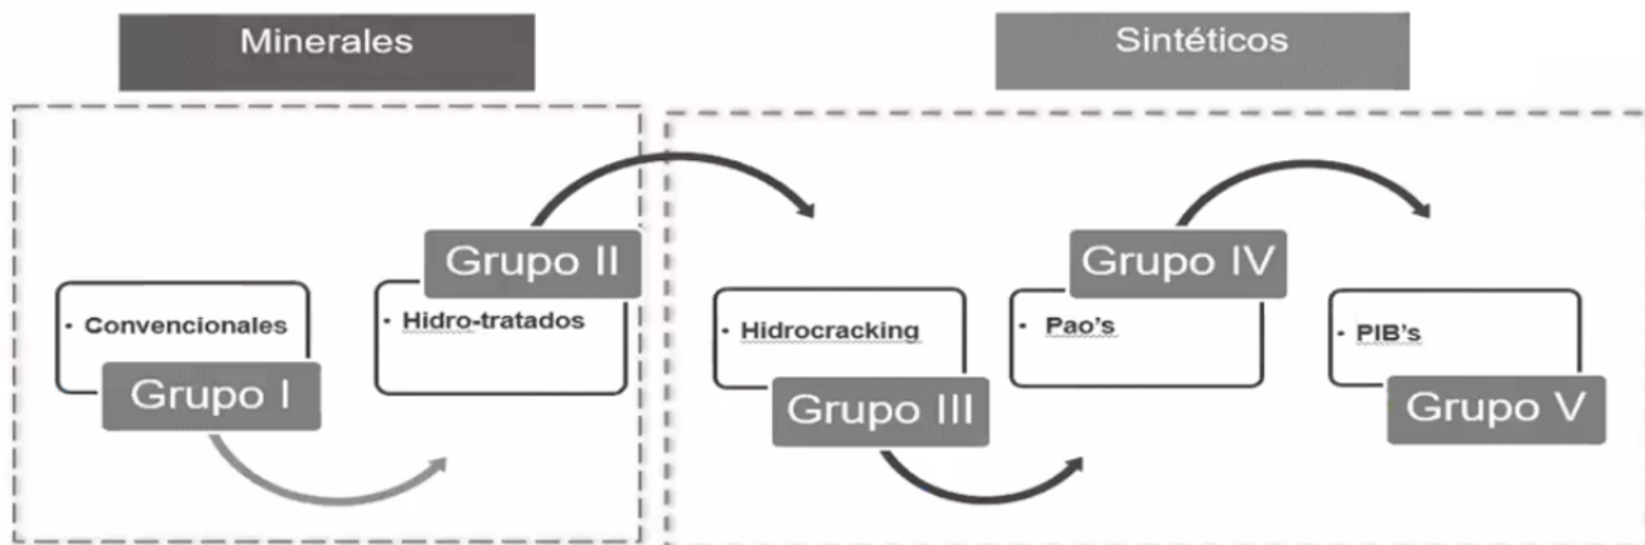 Minerales
Sintéticos
Grupo II
Grupo IV
• Convencionales
• Hidro-tratados
• Hidrocracking
• Pao's
• PIB's
Grupo I
Grupo III
Grupo V